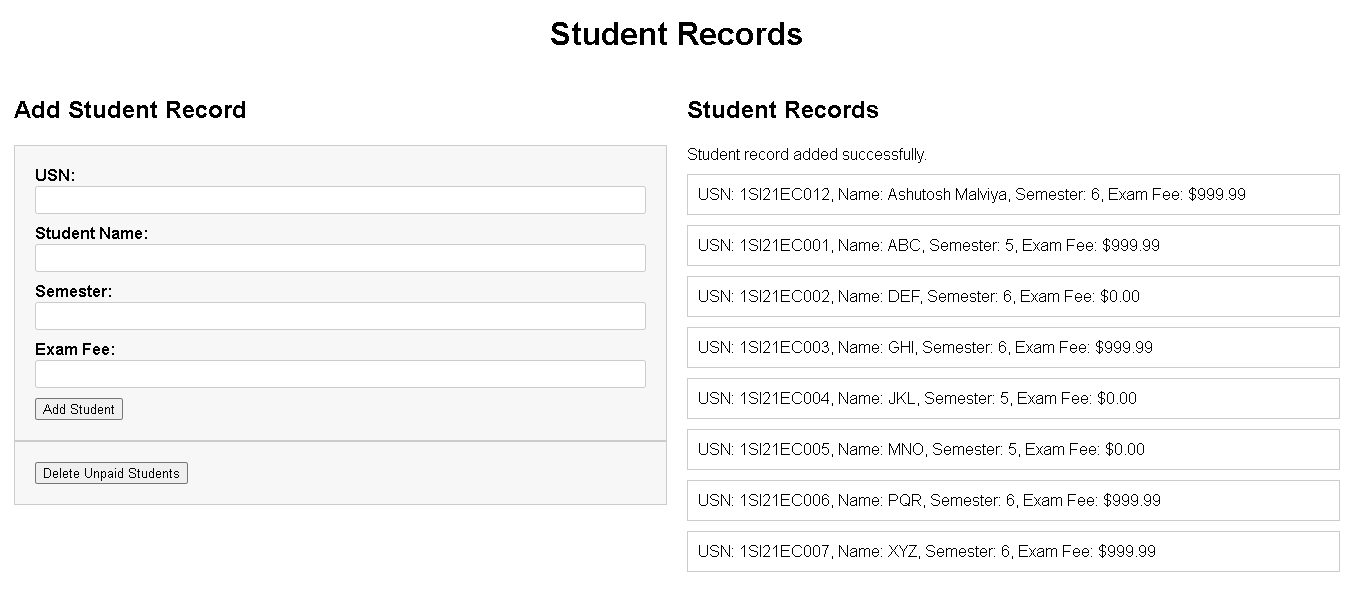 Student Records
Add Student Record
USN:
Student Name:
Semester:
Exam Fee:
Add Student
Delete Unpaid Students
Student Records
Student record added successfully.
USN: 1SI21EC012, Name: Ashutosh Malviya, Semester: 6, Exam Fee: $999.99
USN: 1SI21EC001, Name: ABC, Semester: 5, Exam Fee: $999.99
USN: 1SI21EC002, Name: DEF, Semester: 6, Exam Fee: $0.00
USN: 1SI21EC003, Name: GHI, Semester: 6, Exam Fee: $999.99
USN: 1SI21EC004, Name: JKL, Semester: 5, Exam Fee: $0.00
USN: 1SI21EC005, Name: MNO, Semester: 5, Exam Fee: $0.00
USN: 1SI21EC006, Name: PQR, Semester: 6, Exam Fee: $999.99
USN: 1SI21EC007, Name: XYZ, Semester: 6, Exam Fee: $999.99